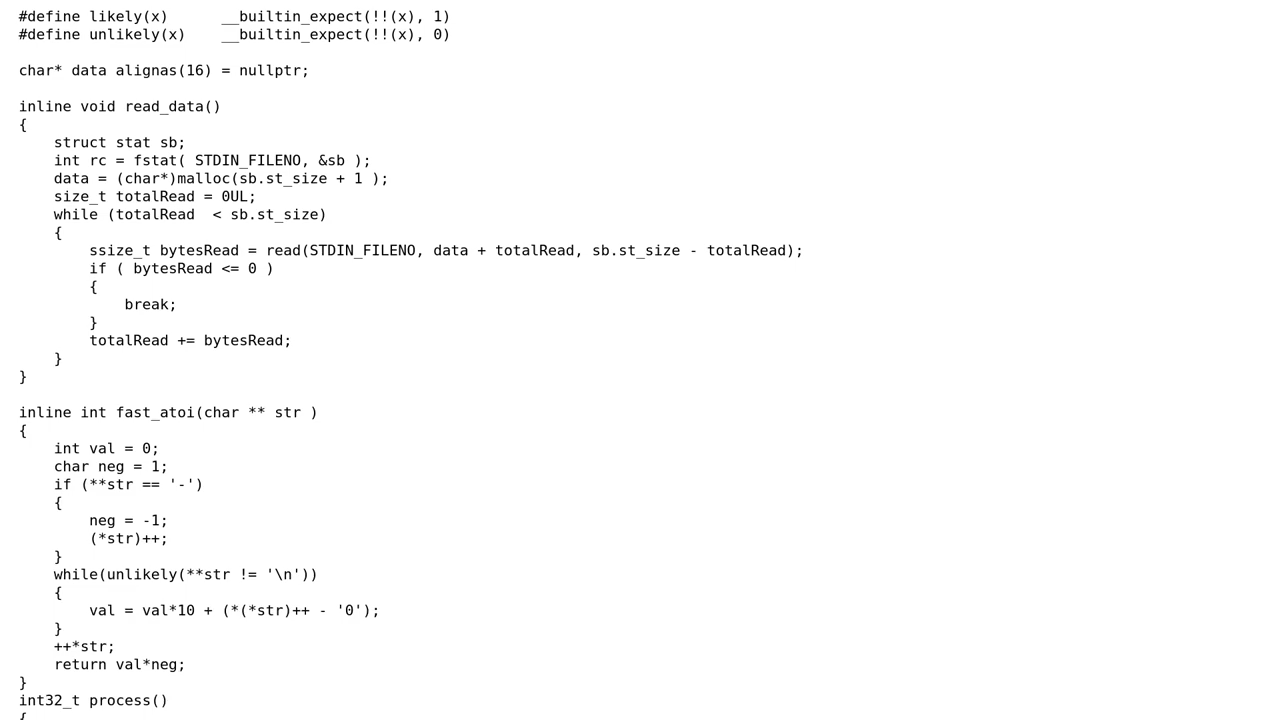 #define likely(x)      __builtin_expect(!!(x), 1)
#define unlikely(x)    __builtin_expect(!!(x), 0)

char* data alignas(16) = nullptr;

inline void read_data()
{
    struct stat sb;
    int rc = fstat( STDIN_FILENO, &sb );
    data = (char*)malloc(sb.st_size + 1 );
    size_t totalRead = 0UL;
    while (totalRead  < sb.st_size)
    {
        ssize_t bytesRead = read(STDIN_FILENO, data + totalRead, sb.st_size - totalRead);
        if ( bytesRead <= 0 )
        {
            break;
        }
        totalRead += bytesRead;
    }
}

inline int fast_atoi(char ** str )
{
    int val = 0;
    char neg = 1;
    if (**str == '-')
    {
        neg = -1;
        (*str)++;
    }
    while(unlikely(**str != '\n'))
    {
        val = val*10 + (*(*str)++ - '0');
    }
    ++*str;
    return val*neg;
}
int32_t process()
{